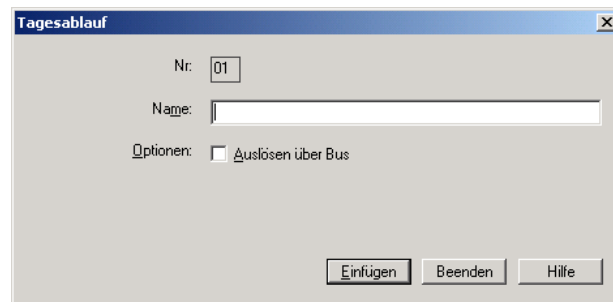 Tagesablauf
Nr: 01
Name:
Optionen: Auslösen über Bus
Einfügen Beenden Hilfe